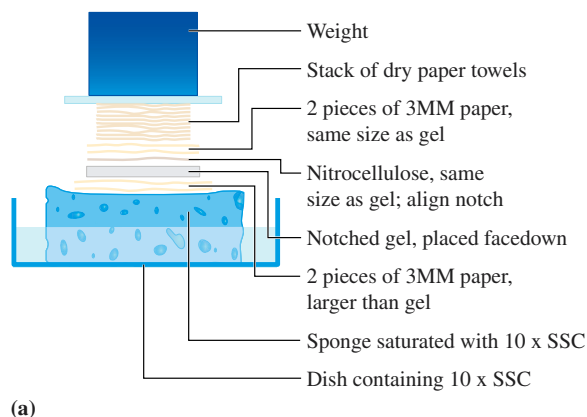 Weight
Stack of dry paper towels
2 pieces of 3MM paper,
same size as gel
Nitrocellulose, same
size as gel; align notch
Notched gel, placed facedown
2 pieces of 3MM paper,
larger than gel
Sponge saturated with 10 x SSC
Dish containing 10 x SSC
(a)